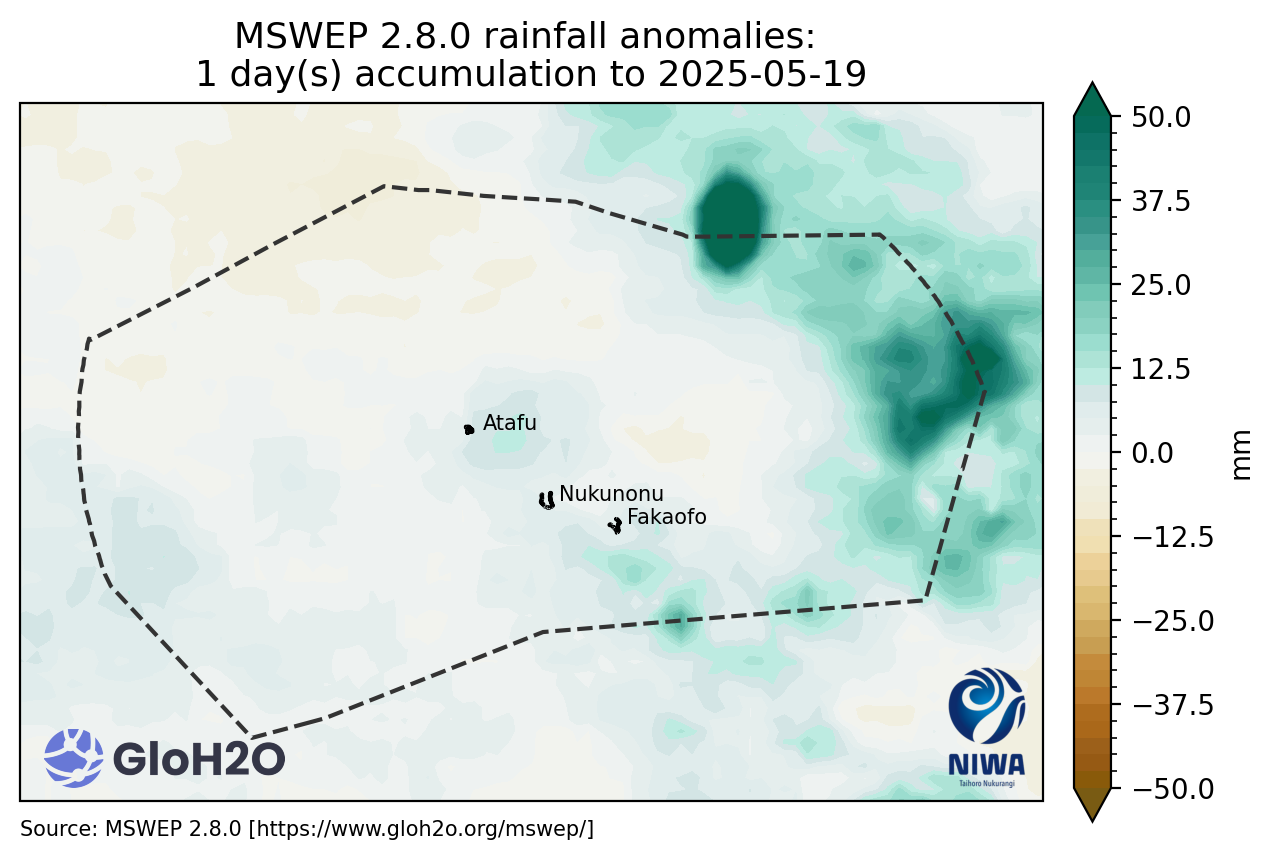 MSWEP 2.8.0 rainfall anomalies:
1 day(s) accumulation to 2025-05-19
50.0
37.5
25.0
12.5
0.0
−12.5
−25.0
−37.5
−50.0
mm
Atafu
Nukunonu
Fakaofo
GloH2O
NIWA
Taihoro Nukurangi
Source: MSWEP 2.8.0 [https://www.gloh2o.org/mswep/]